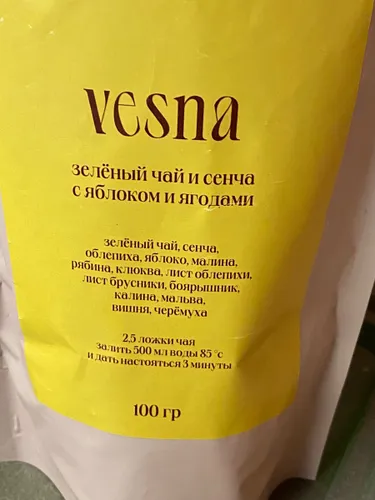 vesna
зелёный чай и сенча
с яблоком и ягодами
зелёный чай, сенча,
облепиха, яблоко, малина,
рябина, клюква, лист облепихи,
лист брусники, боярышник,
калина, мальва,
вишня, черёмуха
2,5 ложки чая
залить 500 мл воды 85 °с
и дать настояться 3 минуты
100 гр